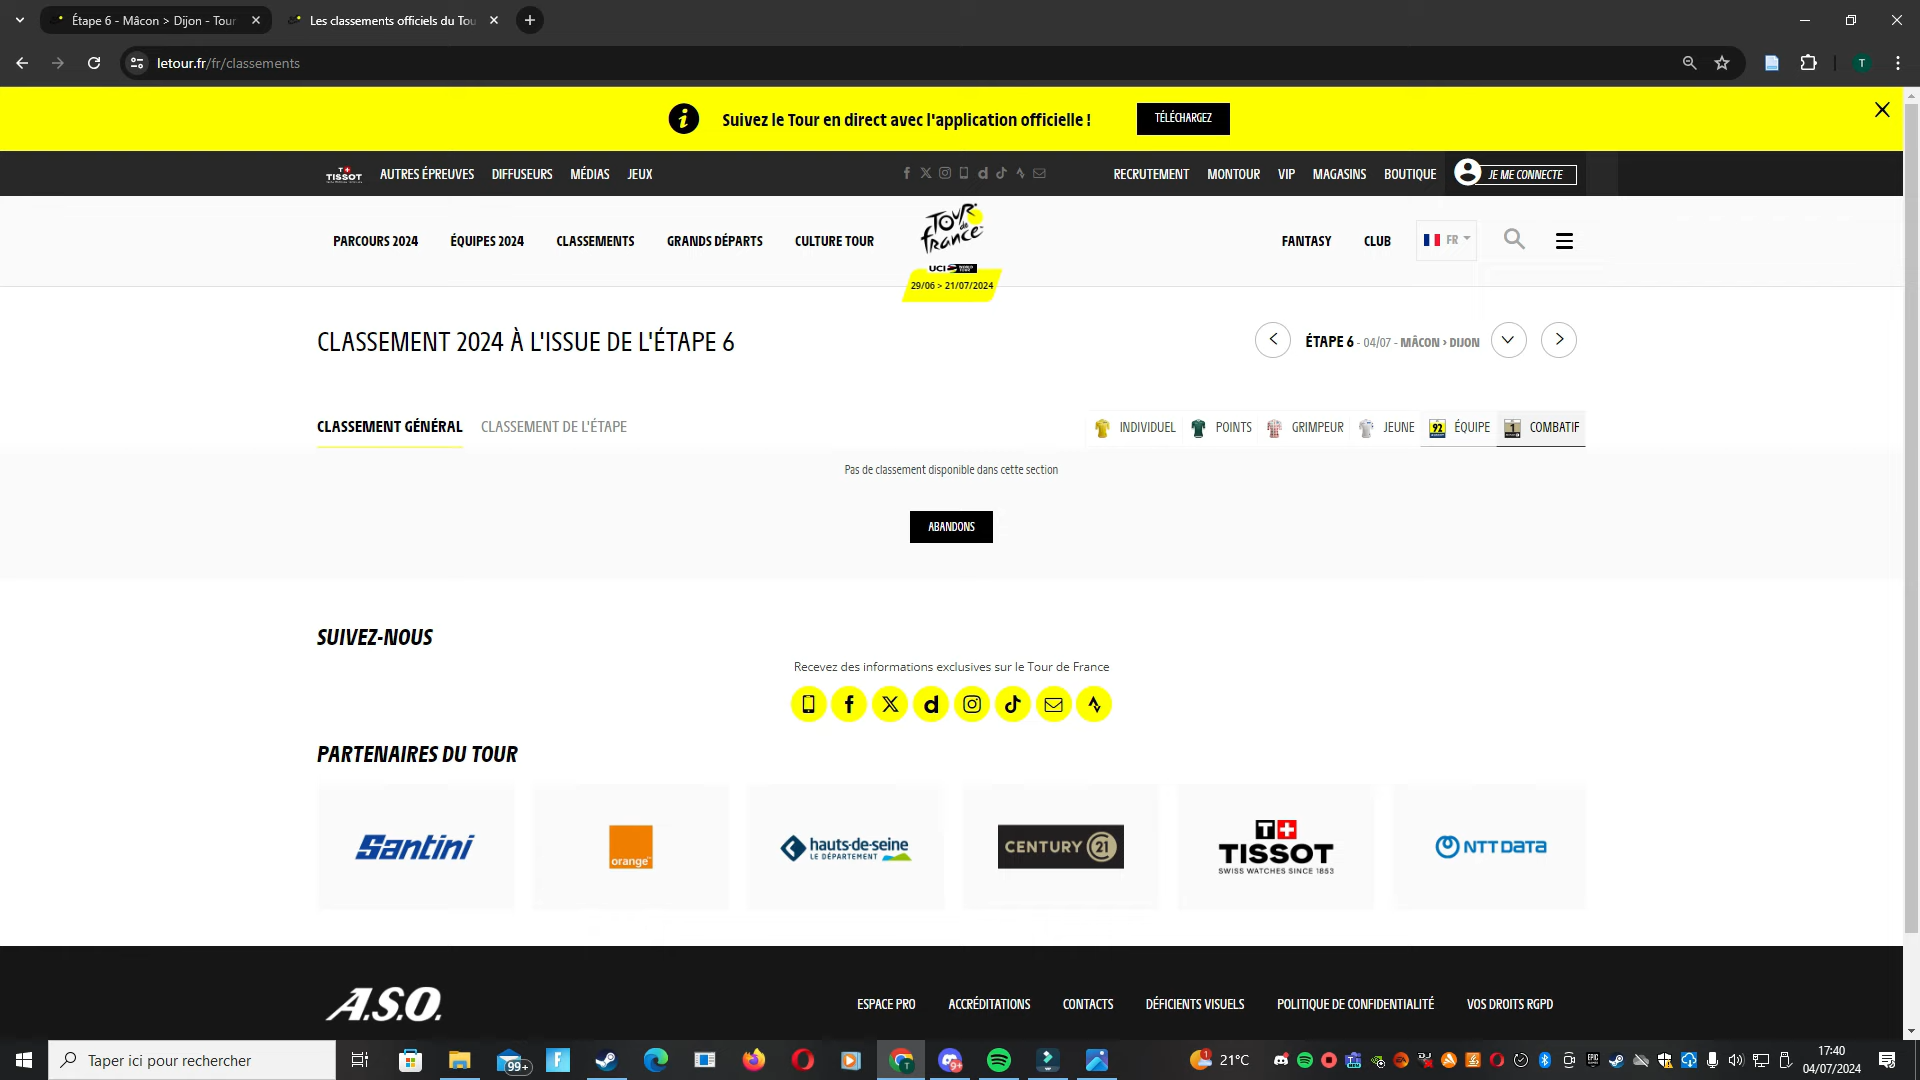 Étape 6 - Mâcon > Dijon - Tour
Les classements officiels du Tou
letour.fr/fr/classements
T
i Suivez le Tour en direct avec l'application officielle ! TÉLÉCHARGEZ
T+ TISSOT AUTRES ÉPREUVES DIFFUSEURS MÉDIAS JEUX
RECRUTEMENT MONTOUR VIP MAGASINS BOUTIQUE JE ME CONNECTE
PARCOURS 2024 ÉQUIPES 2024 CLASSEMENTS GRANDS DÉPARTS CULTURE TOUR
TOUR de france
UCI WORLD TOUR
29/06 > 21/07/2024
FANTASY CLUB FR
CLASSEMENT 2024 À L'ISSUE DE L'ÉTAPE 6
ÉTAPE 6 - 04/07 - MÂCON > DIJON
CLASSEMENT GÉNÉRAL CLASSEMENT DE L'ÉTAPE
INDIVIDUEL POINTS GRIMPEUR JEUNE 92 ÉQUIPE 1 COMBATIF
Pas de classement disponible dans cette section
ABANDONS
SUIVEZ-NOUS
Recevez des informations exclusives sur le Tour de France
PARTENAIRES DU TOUR
Santini
orange
hauts-de-seine
LE DÉPARTEMENT
CENTURY 21
T+
TISSOT
SWISS WATCHES SINCE 1853
NTT DATA
A.S.O.
ESPACE PRO ACCRÉDITATIONS CONTACTS DÉFICIENTS VISUELS POLITIQUE DE CONFIDENTIALITÉ VOS DROITS RGPD
Taper ici pour rechercher
99+
9+
1 21°C
17:40
04/07/2024